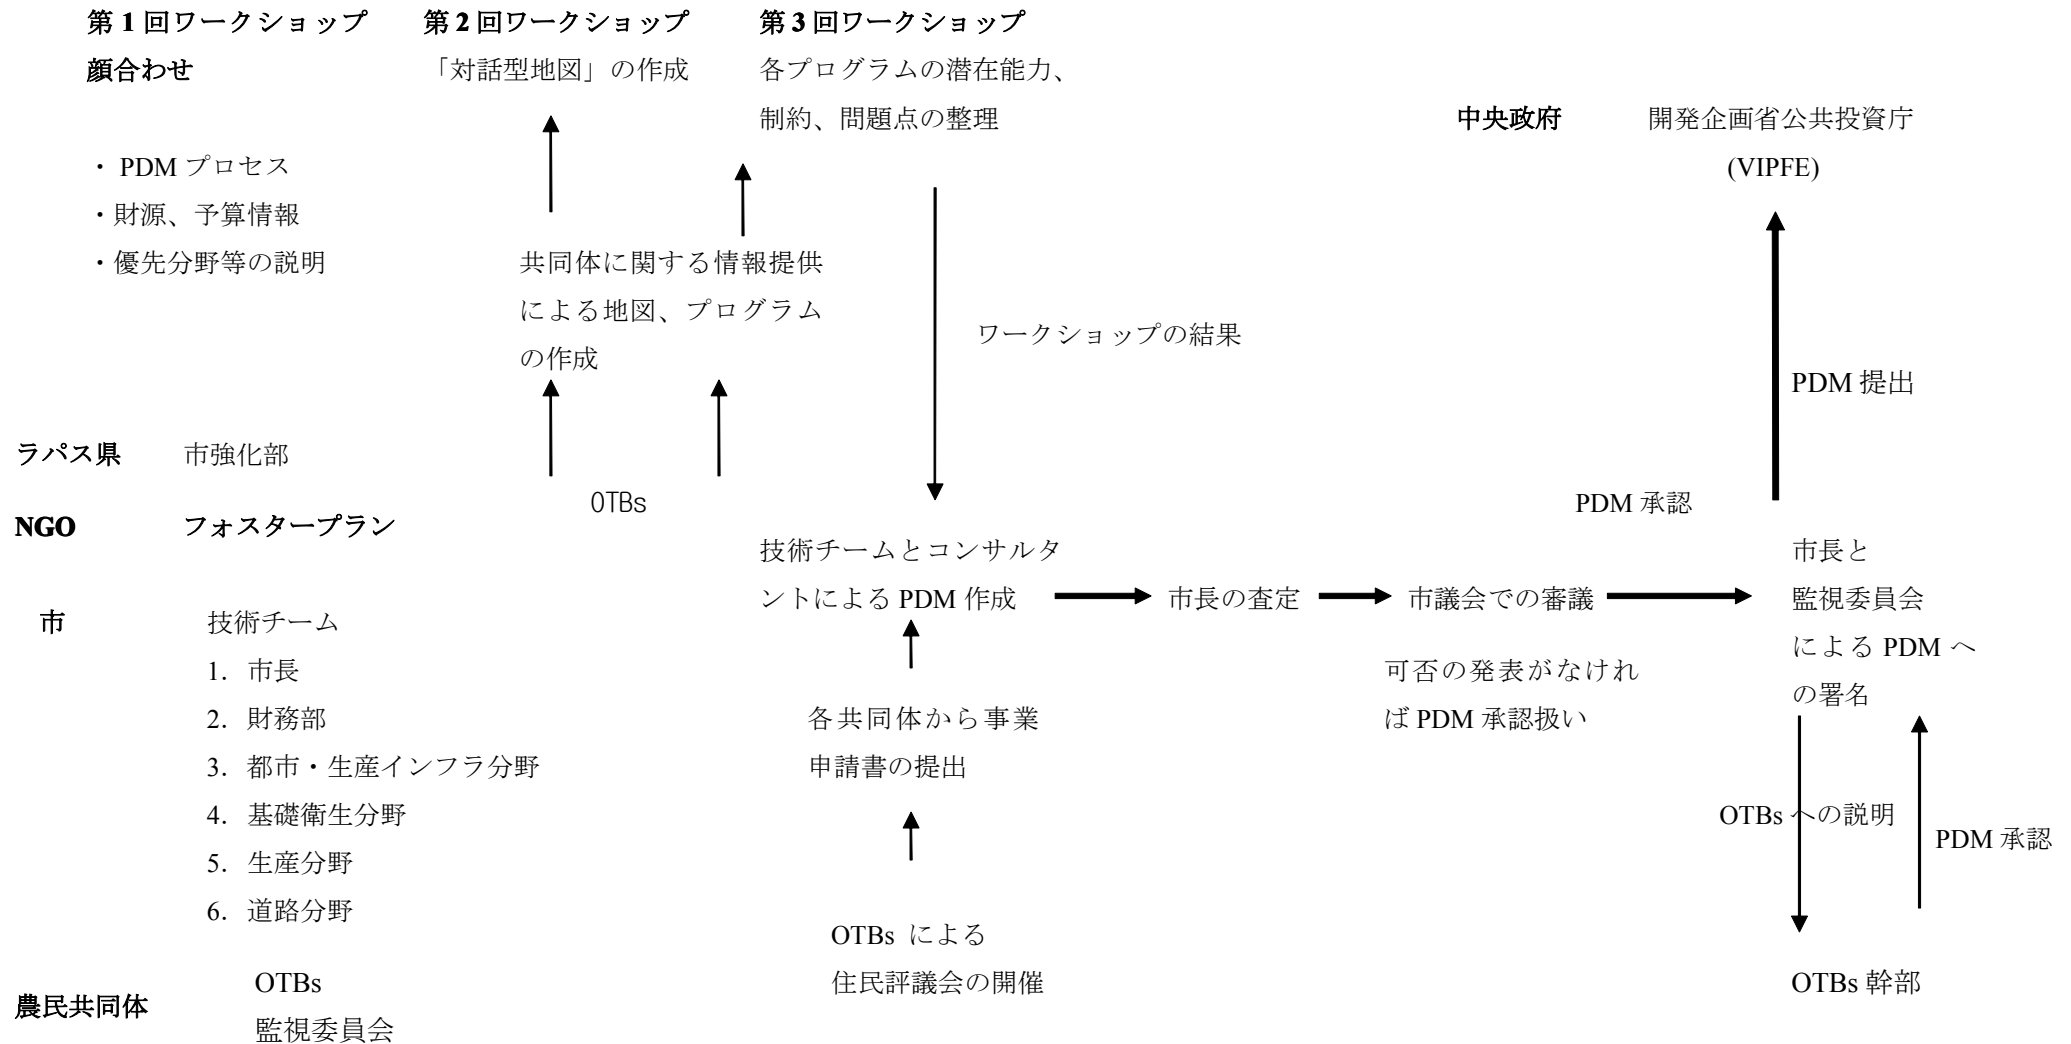 第 1 回ワークショップ
顔合わせ
・ PDM プロセス
・財源、予算情報
・優先分野等の説明
第 2 回ワークショップ
「対話型地図」の作成
第 3 回ワークショップ
各プログラムの潜在能力、
制約、問題点の整理
中央政府
開発企画省公共投資庁
(VIPFE)
共同体に関する情報提供
による地図、プログラム
の作成
ワークショップの結果
PDM 提出
ラパス県
市強化部
OTBs
PDM 承認
NGO
フォスタープラン
技術チームとコンサルタ
ントによる PDM 作成
市長の査定
市議会での審議
可否の発表がなけれ
ば PDM 承認扱い
市長と
監視委員会
による PDM へ
の署名
市
技術チーム
1. 市長
2. 財務部
3. 都市・生産インフラ分野
4. 基礎衛生分野
5. 生産分野
6. 道路分野
各共同体から事業
申請書の提出
OTBs への説明
PDM 承認
OTBs による
住民評議会の開催
OTBs 幹部
農民共同体
OTBs
監視委員会